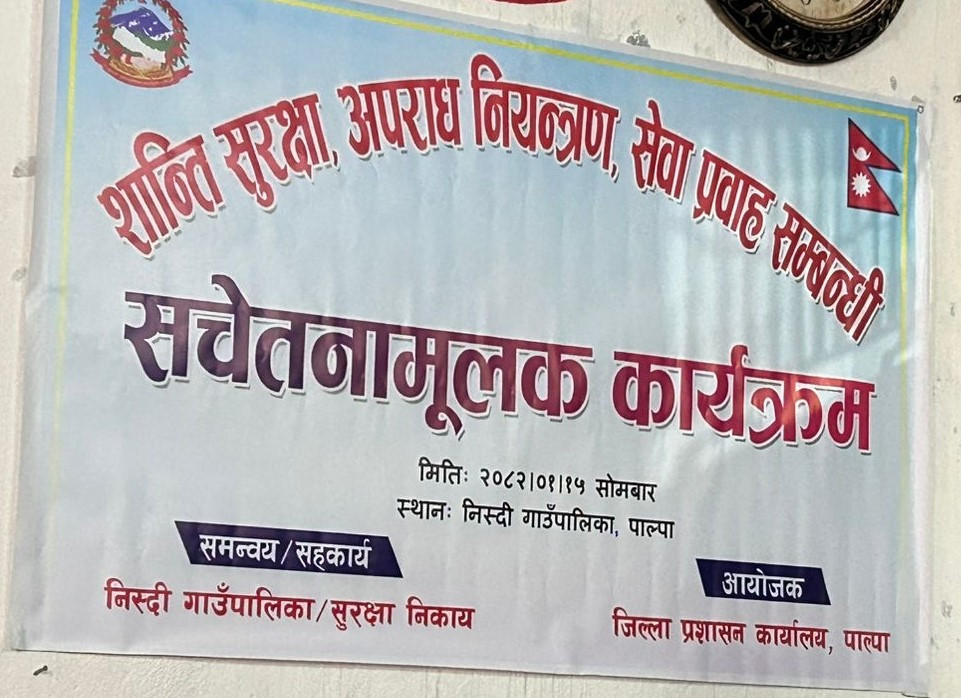 शान्ति सुरक्षा, अपराध नियन्त्रण, सेवा प्रवाह सम्बन्धी
सचेतनामूलक कार्यक्रम
मितिः २०८२।०१।१५ सोमबार
स्थानः निस्दी गाउँपालिका, पाल्पा
समन्वय/सहकार्य
निस्दी गाउँपालिका/सुरक्षा निकाय
आयोजक
जिल्ला प्रशासन कार्यालय, पाल्पा